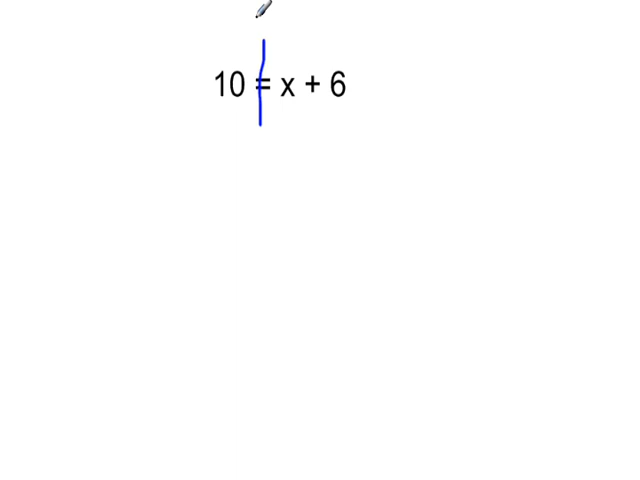 10 = x + 6